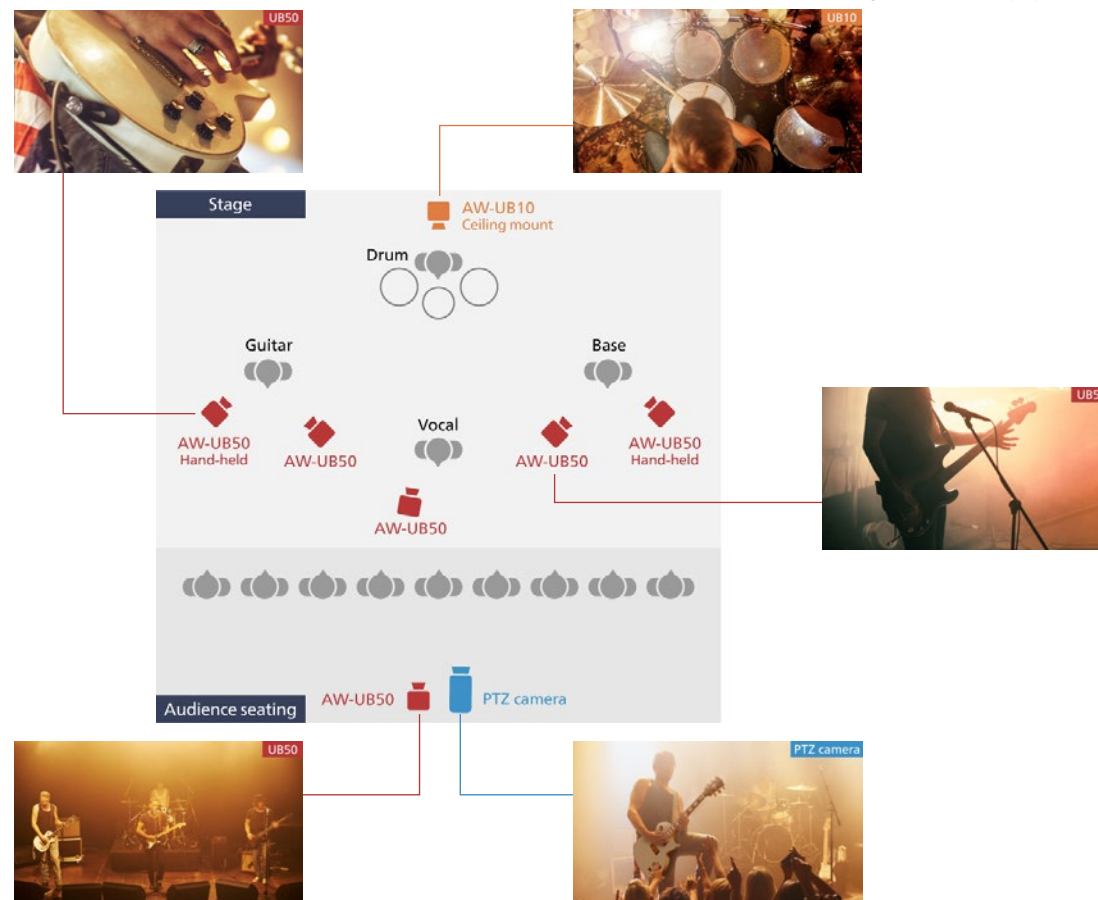 UB50
UB10
Stage
AW-UB10
Ceiling mount
Drum
Guitar
Base
AW-UB50
Hand-held
AW-UB50
Vocal
AW-UB50
AW-UB50
Hand-held
AW-UB50
AW-UB50
PTZ camera
Audience seating
UB50
PTZ camera